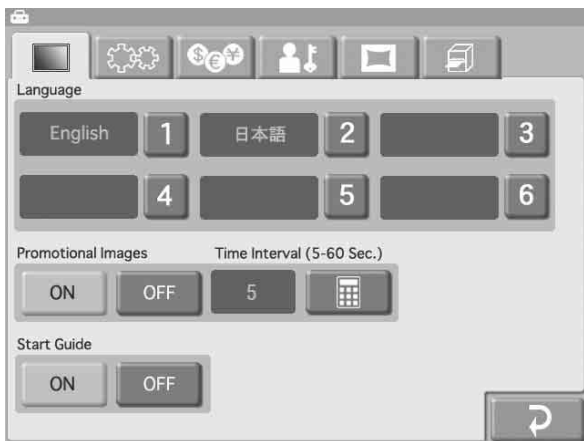 $ € ¥
Language
English 1 日本語 2 3
4 5 6
Promotional Images Time Interval (5-60 Sec.)
ON OFF 5
Start Guide
ON OFF